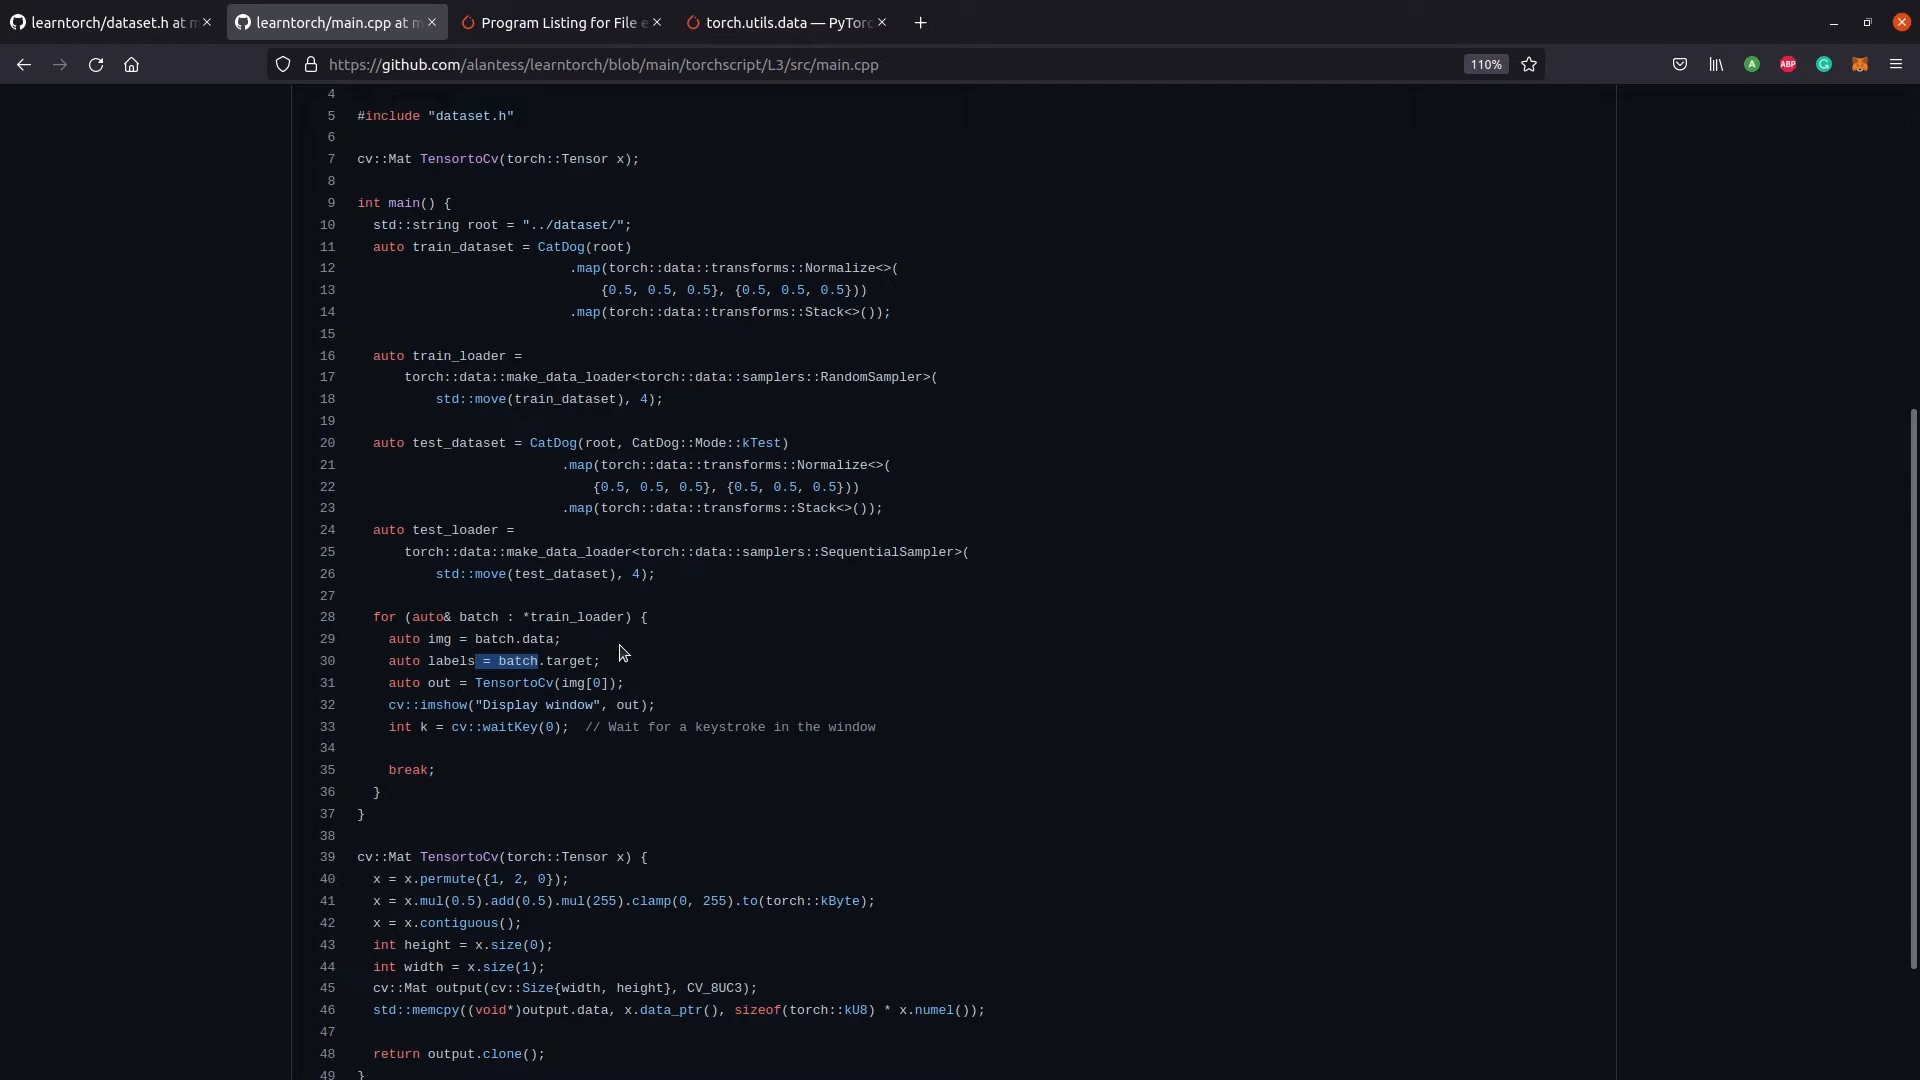 learntorch/dataset.h at m
learntorch/main.cpp at m
Program Listing for File e
torch.utils.data — PyTorc
https://github.com/alantess/learntorch/blob/main/torchscript/L3/src/main.cpp
110%
A
ABP
4
5 #include "dataset.h"
6
7 cv::Mat TensortoCv(torch::Tensor x);
8
9 int main() {
10 std::string root = "../dataset/";
11 auto train_dataset = CatDog(root)
12 .map(torch::data::transforms::Normalize<>(
13 {0.5, 0.5, 0.5}, {0.5, 0.5, 0.5}))
14 .map(torch::data::transforms::Stack<>());
15
16 auto train_loader =
17 torch::data::make_data_loader<torch::data::samplers::RandomSampler>(
18 std::move(train_dataset), 4);
19
20 auto test_dataset = CatDog(root, CatDog::Mode::kTest)
21 .map(torch::data::transforms::Normalize<>(
22 {0.5, 0.5, 0.5}, {0.5, 0.5, 0.5}))
23 .map(torch::data::transforms::Stack<>());
24 auto test_loader =
25 torch::data::make_data_loader<torch::data::samplers::SequentialSampler>(
26 std::move(test_dataset), 4);
27
28 for (auto& batch : *train_loader) {
29 auto img = batch.data;
30 auto labels = batch.target;
31 auto out = TensortoCv(img[0]);
32 cv::imshow("Display window", out);
33 int k = cv::waitKey(0);  // Wait for a keystroke in the window
34
35 break;
36 }
37 }
38
39 cv::Mat TensortoCv(torch::Tensor x) {
40 x = x.permute({1, 2, 0});
41 x = x.mul(0.5).add(0.5).mul(255).clamp(0, 255).to(torch::kByte);
42 x = x.contiguous();
43 int height = x.size(0);
44 int width = x.size(1);
45 cv::Mat output(cv::Size{width, height}, CV_8UC3);
46 std::memcpy((void*)output.data, x.data_ptr(), sizeof(torch::kU8) * x.numel());
47
48 return output.clone();
49 }